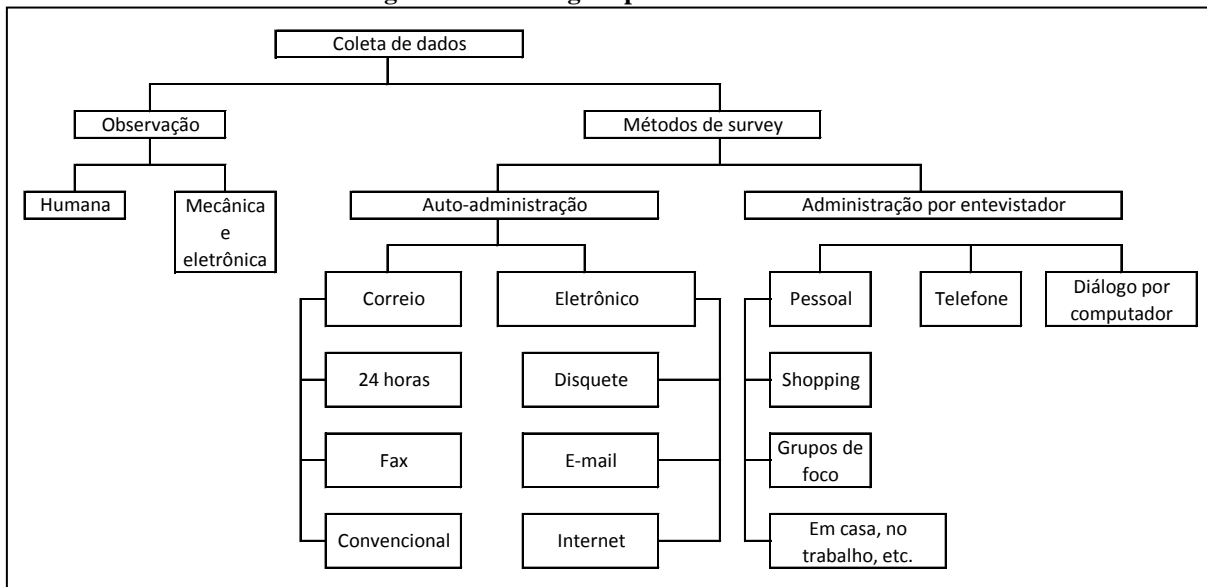 Coleta de dados
Observação
Métodos de survey
Humana
Mecânica
e
eletrônica
Auto-administração
Administração por entevistador
Correio
Eletrônico
Pessoal
Telefone
Diálogo por
computador
24 horas
Disquete
Shopping
Fax
E-mail
Grupos de
foco
Convencional
Internet
Em casa, no
trabalho, etc.